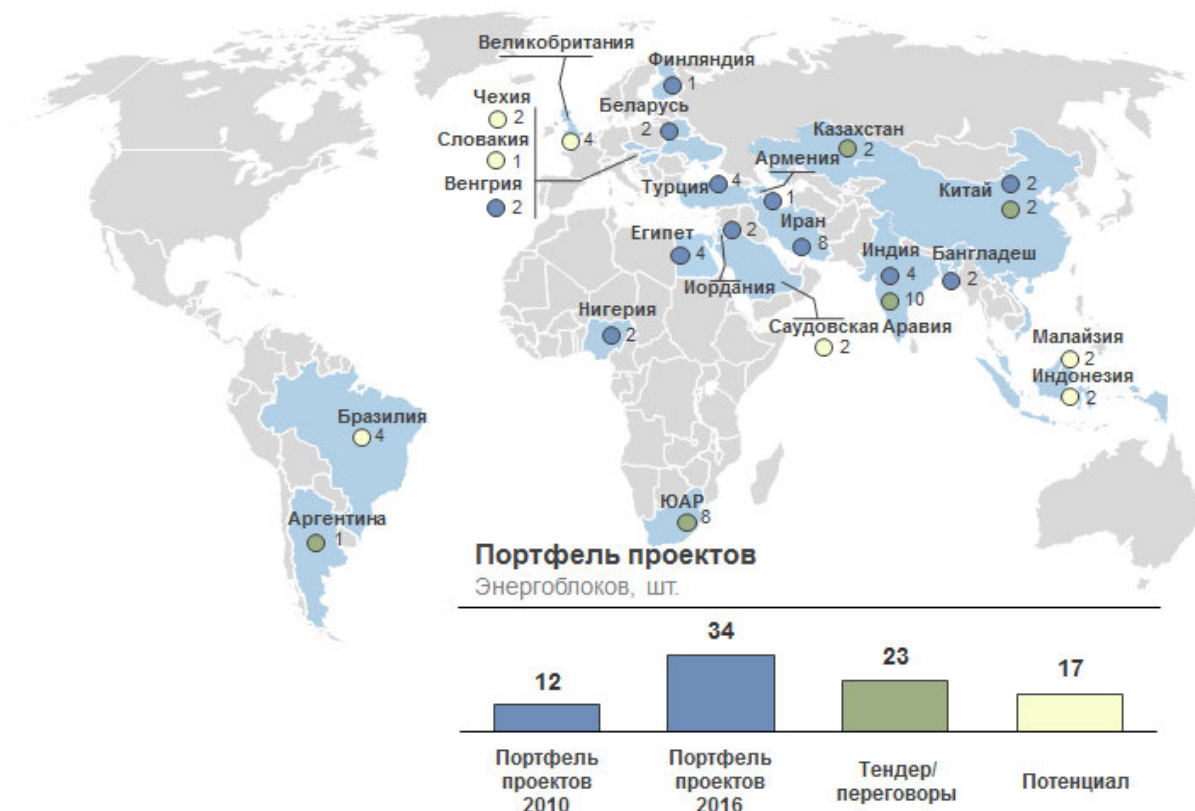 Великобритания
Финляндия
1
Чехия
2
Беларусь
2
Казахстан
2
Словакия
1
4
Армения
1
Венгрия
2
Турция
4
Китай
2
2
Иран
8
Египет
4
2
Иордания
Индия
4
10
Бангладеш
2
Нигерия
2
Саудовская Аравия
2
Малайзия
2
Индонезия
2
Бразилия
4
ЮАР
8
Аргентина
1
Портфель проектов
Энергоблоков, шт.
12
34
23
17
Портфель
проектов
2010
Портфель
проектов
2016
Тендер/
переговоры
Потенциал